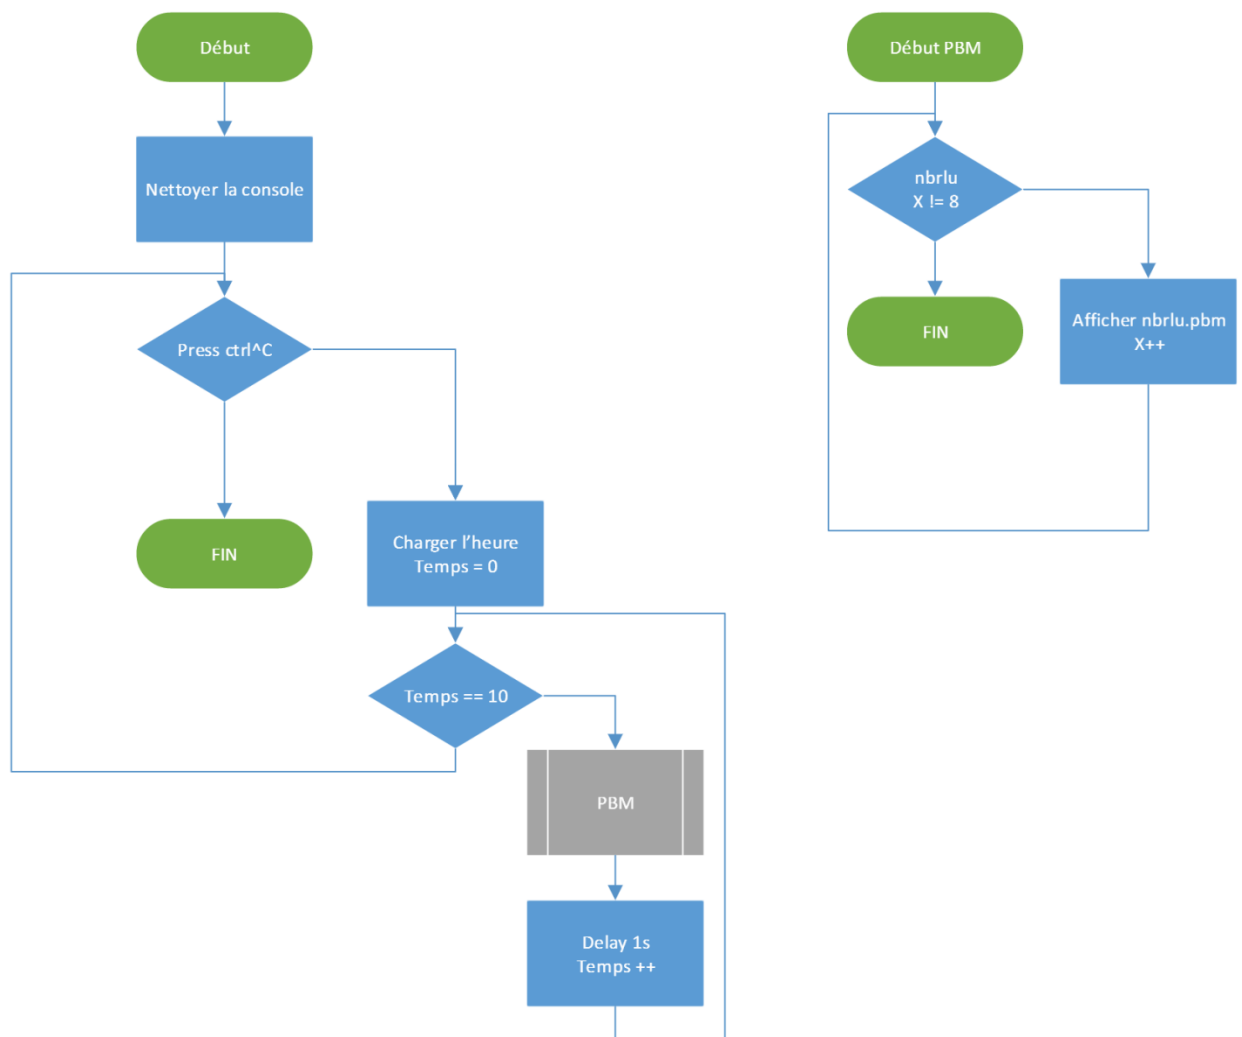 Début
Nettoyer la console
Press ctrl^C
FIN
Charger l’heure
Temps = 0
Temps == 10
PBM
Delay 1s
Temps ++
Début PBM
nbrlu
X != 8
FIN
Afficher nbrlu.pbm
X++